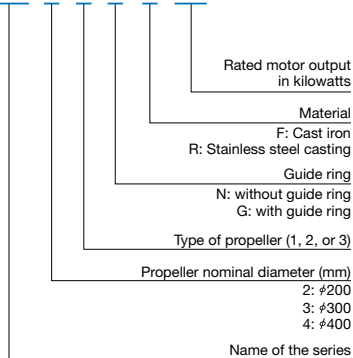 Rated motor output
in kilowatts
Material
F: Cast iron
R: Stainless steel casting
Guide ring
N: without guide ring
G: with guide ring
Type of propeller (1, 2, or 3)
Propeller nominal diameter (mm)
2: ϕ200
3: ϕ300
4: ϕ400
Name of the series